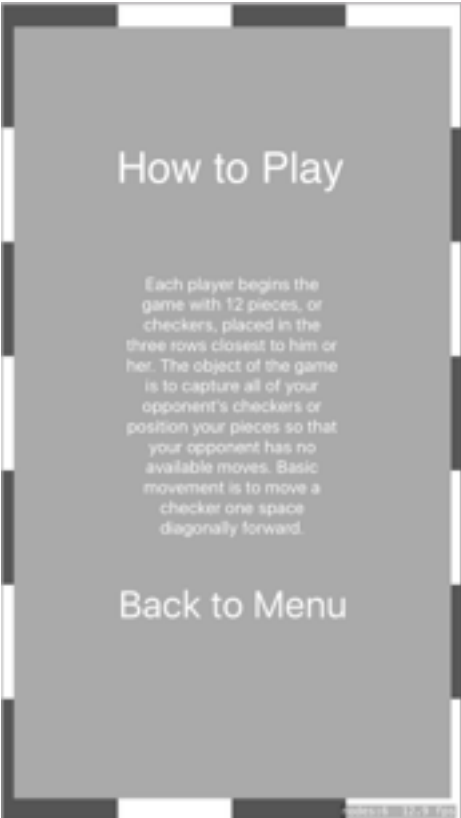 How to Play
Each player begins the
game with 12 pieces, or
checkers, placed in the
three rows closest to him or
her. The object of the game
is to capture all of your
opponent's checkers or
position your pieces so that
your opponent has no
available moves. Basic
movement is to move a
checker one space
diagonally forward.
Back to Menu
fps